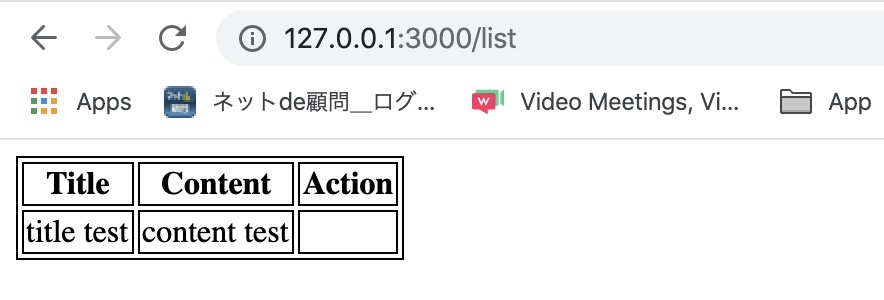 127.0.0.1:3000/list
Apps ネットde顧問__ログ... Video Meetings, Vi... App
Title Content Action
title test content test